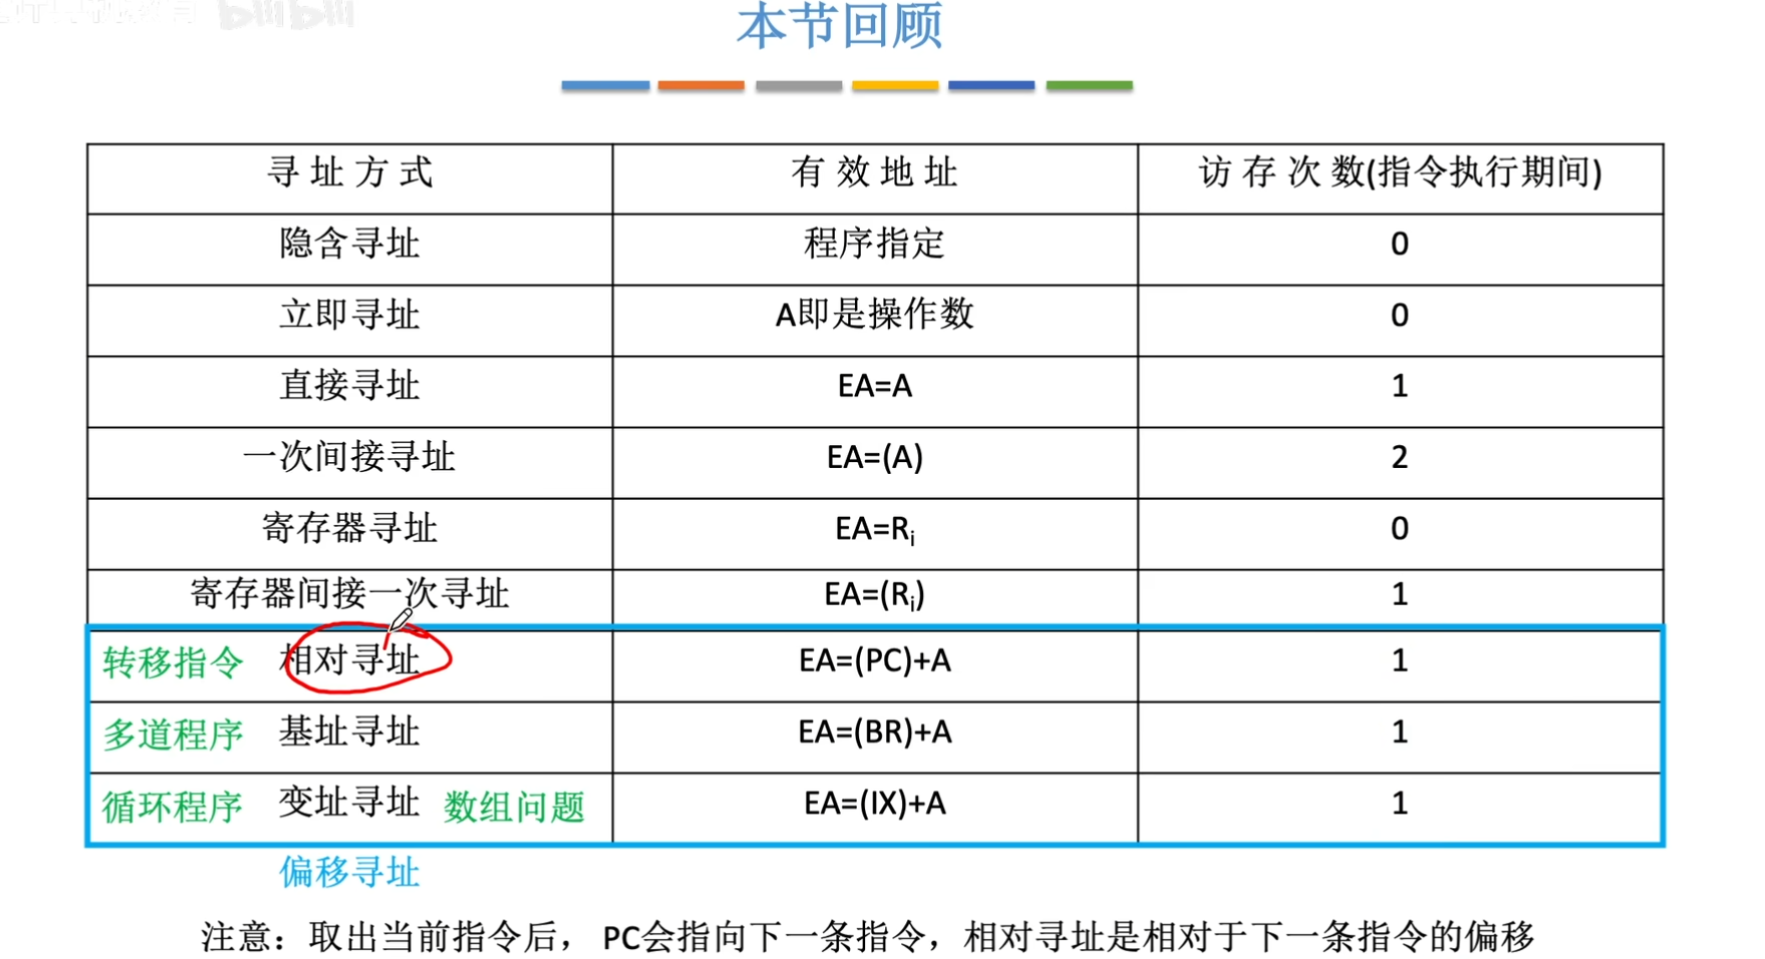 bilibili
本节回顾
寻址方式 有效地址 访存次数(指令执行期间)
隐含寻址 程序指定 0
立即寻址 A即是操作数 0
直接寻址 EA=A 1
一次间接寻址 EA=(A) 2
寄存器寻址 EA=Ri 0
寄存器间接一次寻址 EA=(Ri) 1
转移指令 相对寻址 EA=(PC)+A 1
多道程序 基址寻址 EA=(BR)+A 1
循环程序 变址寻址 数组问题 EA=(IX)+A 1
偏移寻址
注意：取出当前指令后，PC会指向下一条指令，相对寻址是相对于下一条指令的偏移